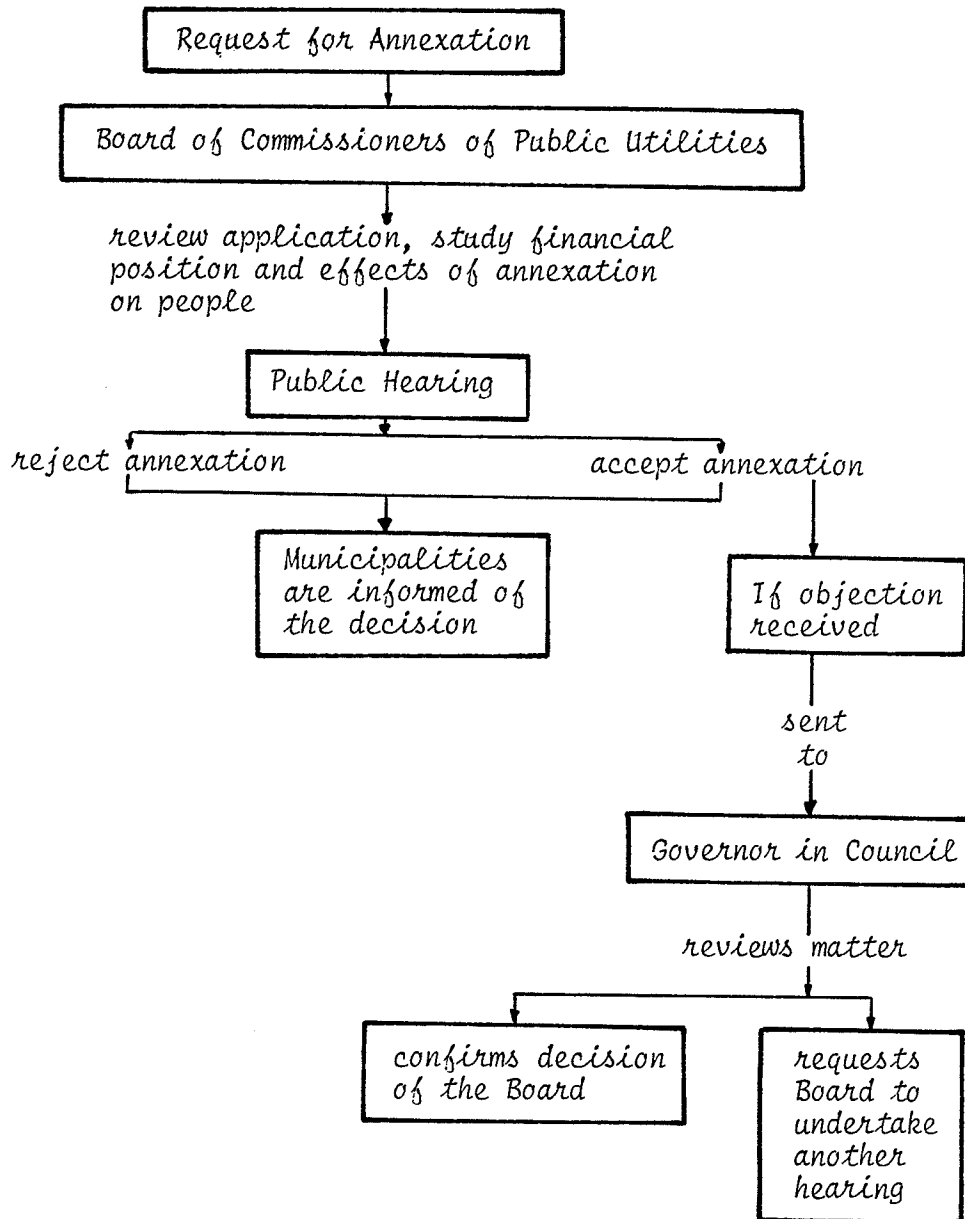 Request for Annexation
Board of Commissioners of Public Utilities
review application, study financial
position and effects of annexation
on people
Public Hearing
reject annexation
accept annexation
Municipalities
are informed of
the decision
If objection
received
sent
to
Governor in Council
reviews matter
confirms decision
of the Board
requests
Board to
undertake
another
hearing